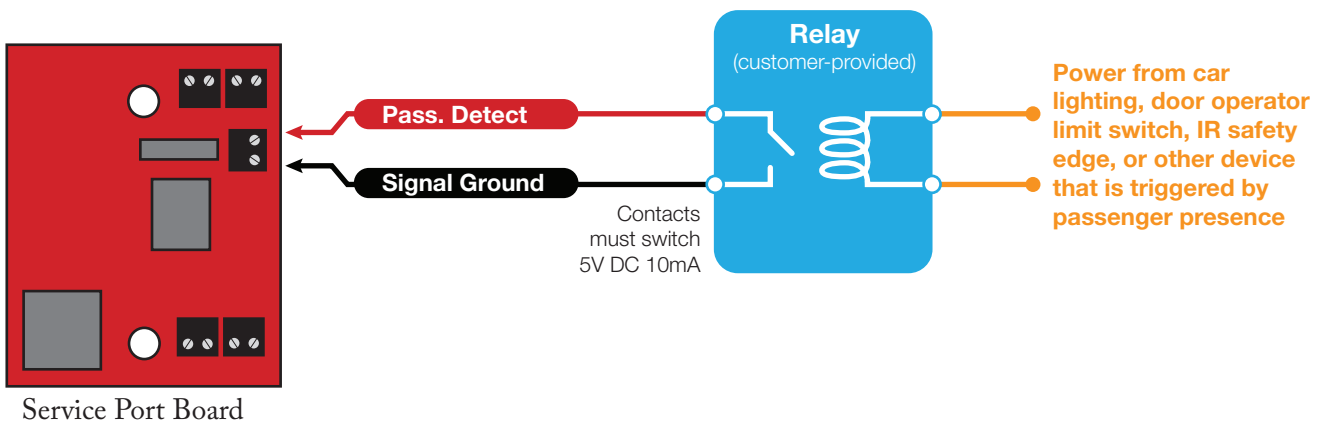 Relay
(customer-provided)
Power from car
lighting, door operator
limit switch, IR safety
edge, or other device
that is triggered by
passenger presence
Pass. Detect
Signal Ground
Contacts
must switch
5V DC 10mA
Service Port Board